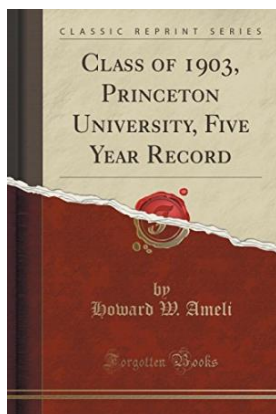 CLASSIC REPRINT SERIES
CLASS OF 1903,
PRINCETON
UNIVERSITY, FIVE
YEAR RECORD
by
Howard W. Ameli
Forgotten Books